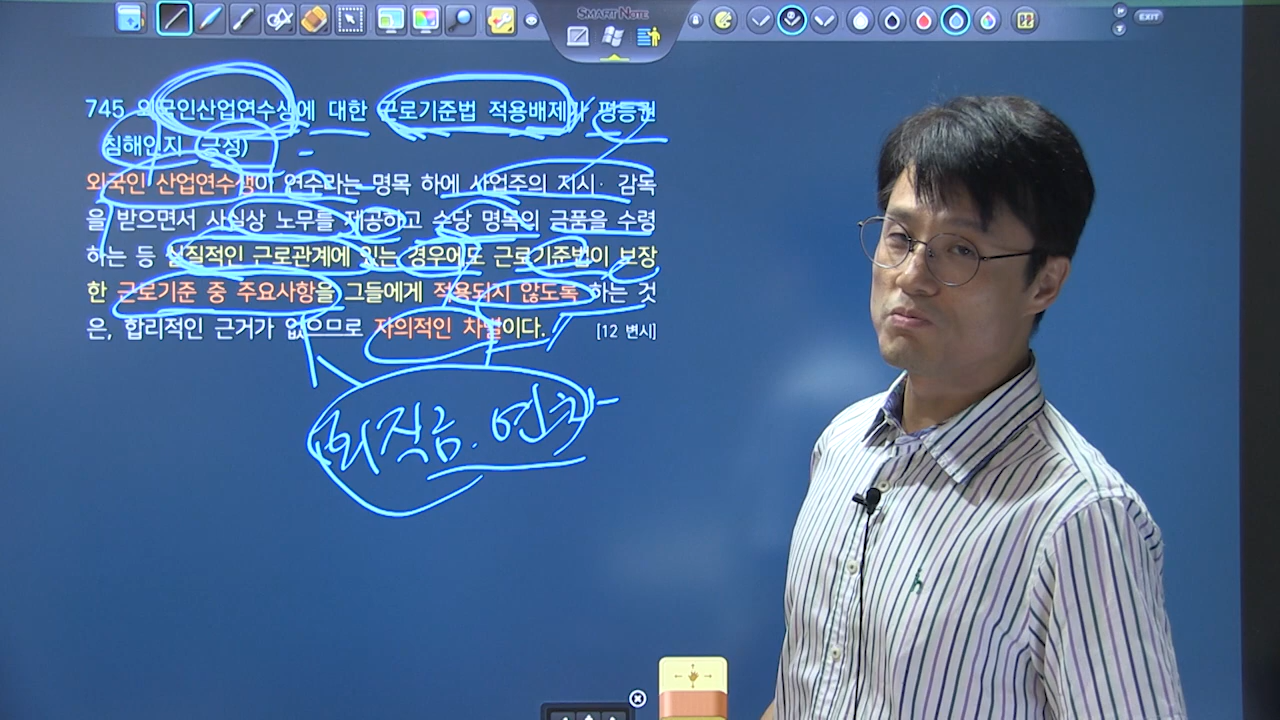 SMART NOTE
EXIT
745 외국인산업연수생에 대한 근로기준법 적용배제가 평등권
침해인지 (긍정)
외국인 산업연수생이 연수라는 명목 하에 사업주의 지시·감독
을 받으면서 사실상 노무를 제공하고 수당 명목의 금품을 수령
하는 등 실질적인 근로관계에 있는 경우에도 근로기준법이 보장
한 근로기준 중 주요사항을 그들에게 적용되지 않도록 하는 것
은, 합리적인 근거가 없으므로 자의적인 차별이다. [12 변시]
퇴직금. 연차